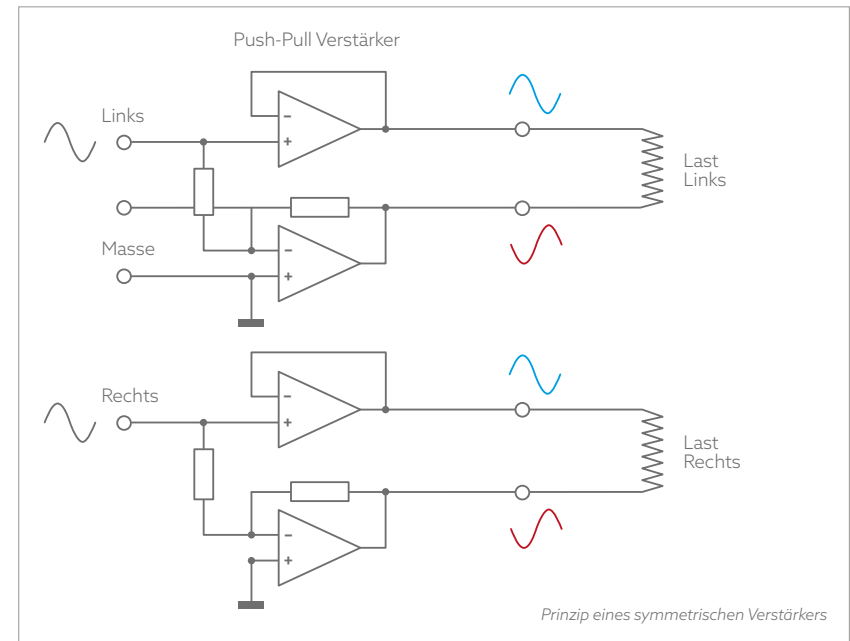 Push-Pull Verstärker
Links
Last
Links
Masse
Rechts
Last
Rechts
Prinzip eines symmetrischen Verstärkers